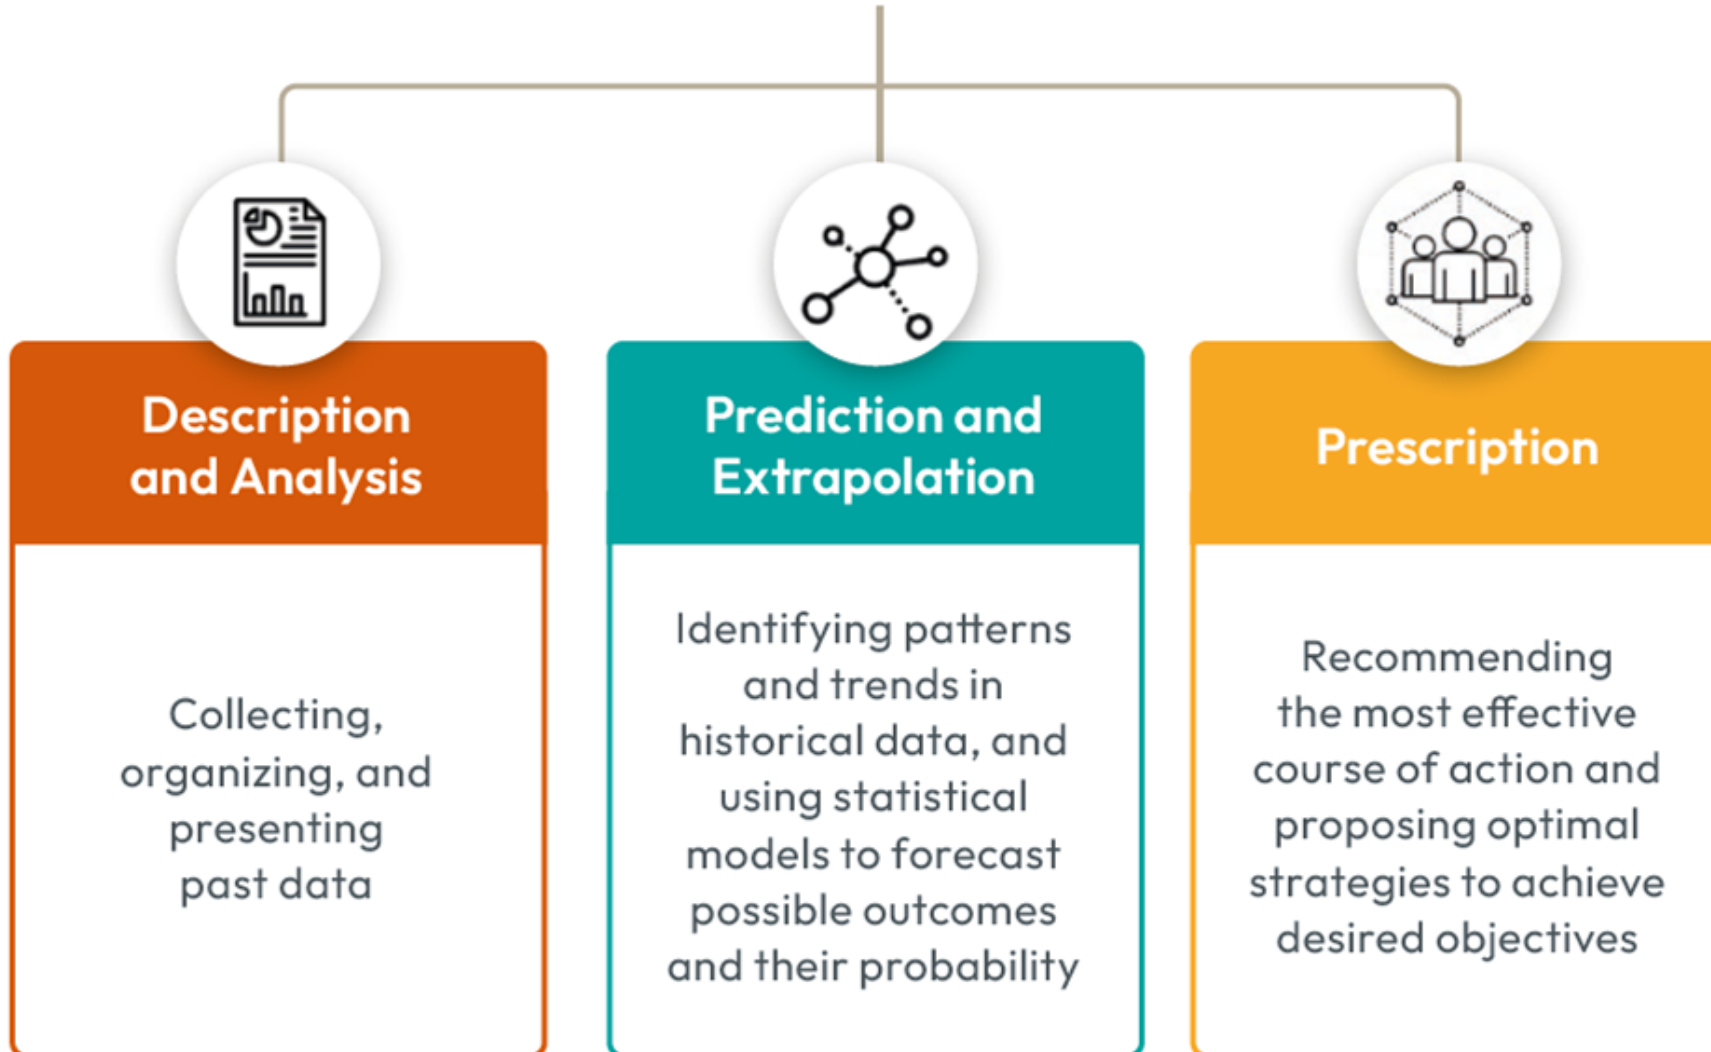 Description
and Analysis
Collecting,
organizing, and
presenting
past data
Prediction and
Extrapolation
Identifying patterns
and trends in
historical data, and
using statistical
models to forecast
possible outcomes
and their probability
Prescription
Recommending
the most effective
course of action and
proposing optimal
strategies to achieve
desired objectives